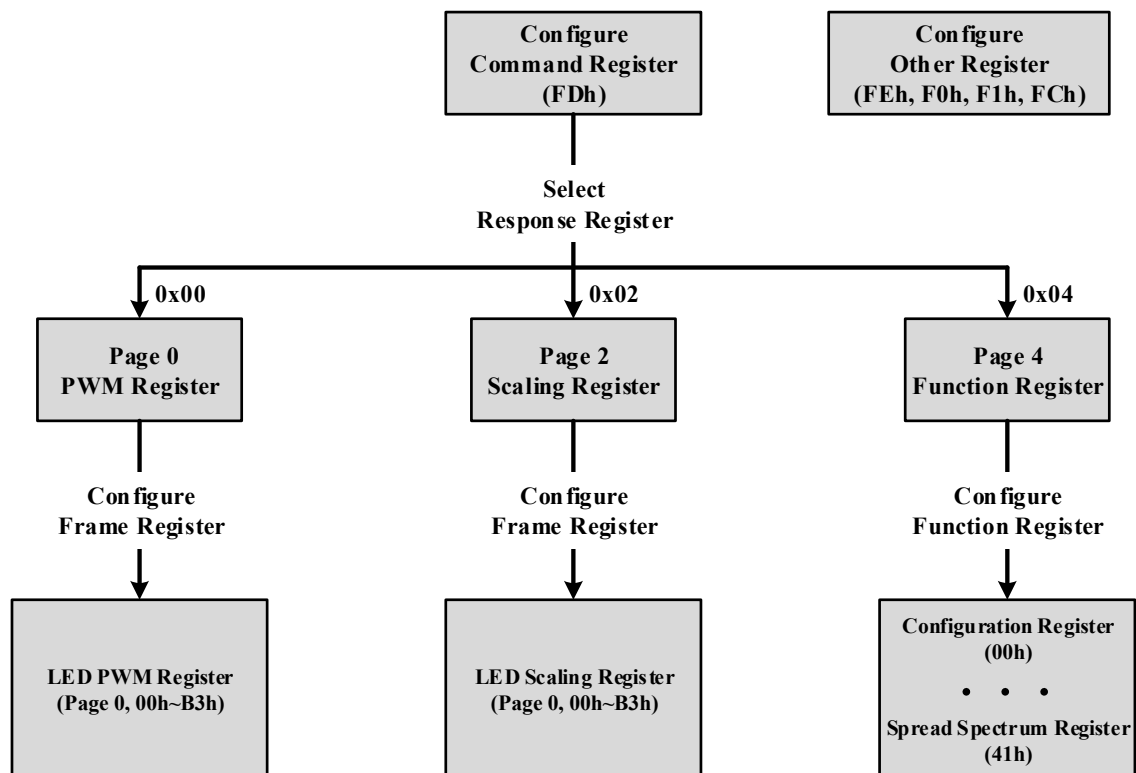 Configure
Command Register
(FDh)
Configure
Other Register
(FEh, F0h, F1h, FCh)
Select
Response Register
0x00
0x02
0x04
Page 0
PWM Register
Page 2
Scaling Register
Page 4
Function Register
Configure
Frame Register
Configure
Frame Register
Configure
Function Register
LED PWM Register
(Page 0, 00h~B3h)
LED Scaling Register
(Page 0, 00h~B3h)
Configuration Register
(00h)
• • •
Spread Spectrum Register
(41h)